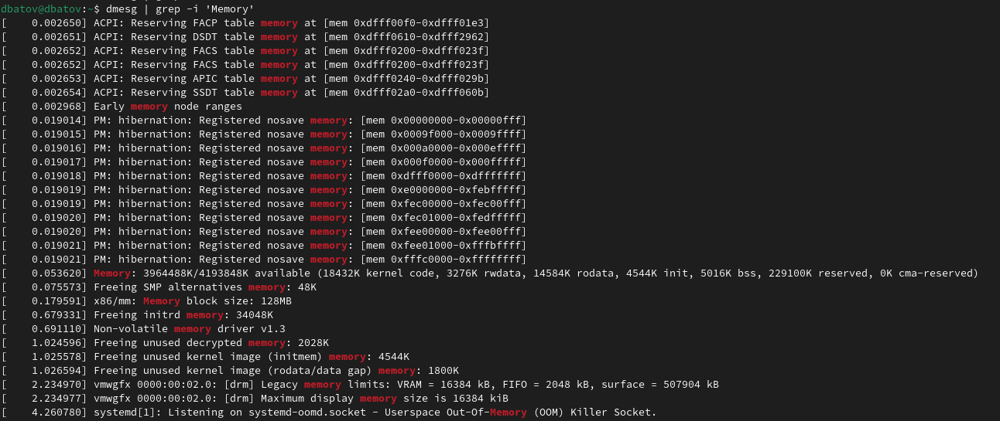 dbatov@dbatov:~$ dmesg | grep -i 'Memory'
[    0.002650] ACPI: Reserving FACP table memory at [mem 0xdfff00f0-0xdfff01e3]
[    0.002651] ACPI: Reserving DSDT table memory at [mem 0xdfff0610-0xdfff2962]
[    0.002652] ACPI: Reserving FACS table memory at [mem 0xdfff0200-0xdfff023f]
[    0.002652] ACPI: Reserving FACS table memory at [mem 0xdfff0200-0xdfff023f]
[    0.002653] ACPI: Reserving APIC table memory at [mem 0xdfff0240-0xdfff029b]
[    0.002654] ACPI: Reserving SSDT table memory at [mem 0xdfff02a0-0xdfff060b]
[    0.002968] Early memory node ranges
[    0.019014] PM: hibernation: Registered nosave memory: [mem 0x00000000-0x00000fff]
[    0.019015] PM: hibernation: Registered nosave memory: [mem 0x0009f000-0x0009ffff]
[    0.019016] PM: hibernation: Registered nosave memory: [mem 0x000a0000-0x000effff]
[    0.019017] PM: hibernation: Registered nosave memory: [mem 0x000f0000-0x000fffff]
[    0.019018] PM: hibernation: Registered nosave memory: [mem 0xdfff0000-0xdfffffff]
[    0.019019] PM: hibernation: Registered nosave memory: [mem 0xe0000000-0xfebfffff]
[    0.019019] PM: hibernation: Registered nosave memory: [mem 0xfec00000-0xfec00fff]
[    0.019020] PM: hibernation: Registered nosave memory: [mem 0xfec01000-0xfedfffff]
[    0.019020] PM: hibernation: Registered nosave memory: [mem 0xfee00000-0xfee00fff]
[    0.019021] PM: hibernation: Registered nosave memory: [mem 0xfee01000-0xfffbffff]
[    0.019021] PM: hibernation: Registered nosave memory: [mem 0xfffc0000-0xffffffff]
[    0.053620] Memory: 3964488K/4193848K available (18432K kernel code, 3276K rwdata, 14584K rodata, 4544K init, 5016K bss, 229100K reserved, 0K cma-reserved)
[    0.075573] Freeing SMP alternatives memory: 48K
[    0.179591] x86/mm: Memory block size: 128MB
[    0.679331] Freeing initrd memory: 34048K
[    0.691110] Non-volatile memory driver v1.3
[    1.024596] Freeing unused decrypted memory: 2028K
[    1.025578] Freeing unused kernel image (initmem) memory: 4544K
[    1.026594] Freeing unused kernel image (rodata/data gap) memory: 1800K
[    2.234970] vmwgfx 0000:00:02.0: [drm] Legacy memory limits: VRAM = 16384 kB, FIFO = 2048 kB, surface = 507904 kB
[    2.234977] vmwgfx 0000:00:02.0: [drm] Maximum display memory size is 16384 kiB
[    4.260780] systemd[1]: Listening on systemd-oomd.socket - Userspace Out-Of-Memory (OOM) Killer Socket.